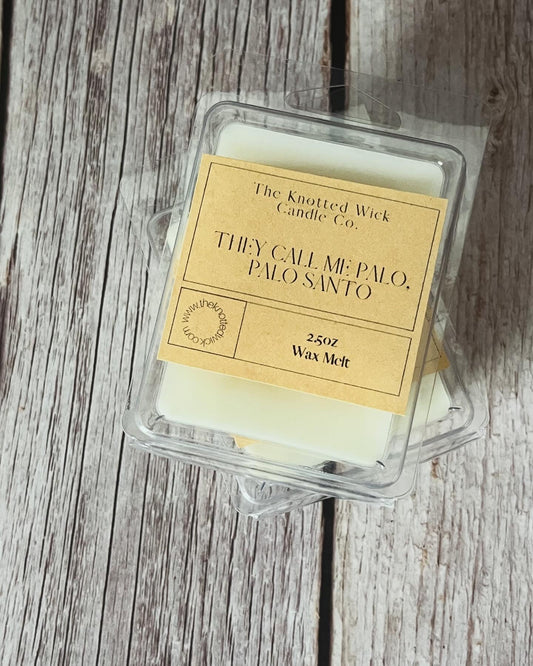 The Knotted Wick
Candle Co.
THEY CALL ME PALO,
PALO SANTO
www.theknottedwick.com
2.5oz
Wax Melt